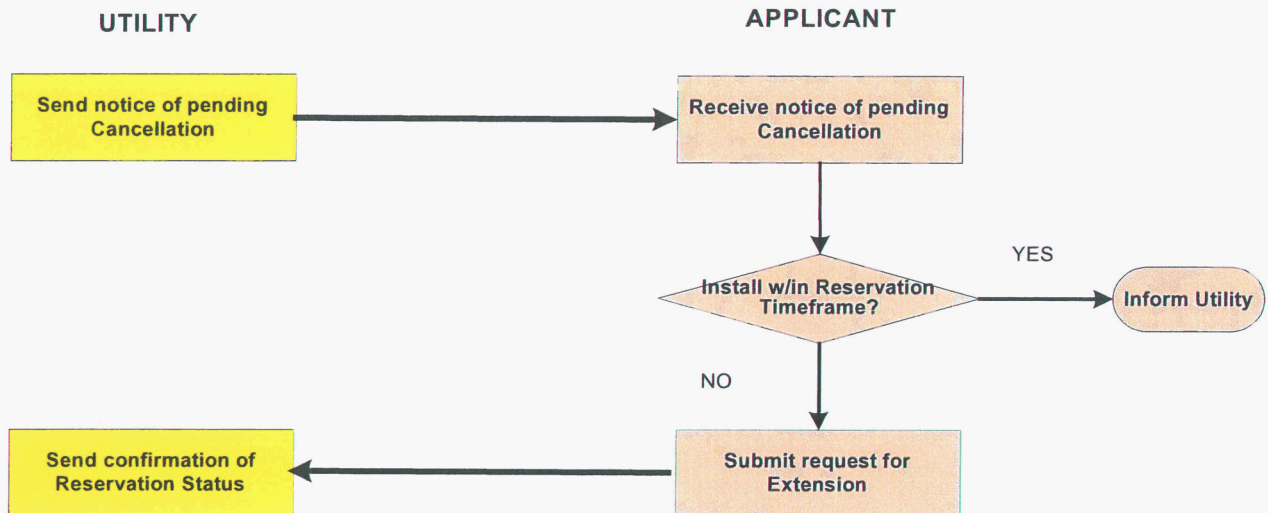 UTILITY
APPLICANT
Send notice of pending
Cancellation
Receive notice of pending
Cancellation
Install w/in Reservation
Timeframe?
YES
Inform Utility
NO
Submit request for
Extension
Send confirmation of
Reservation Status